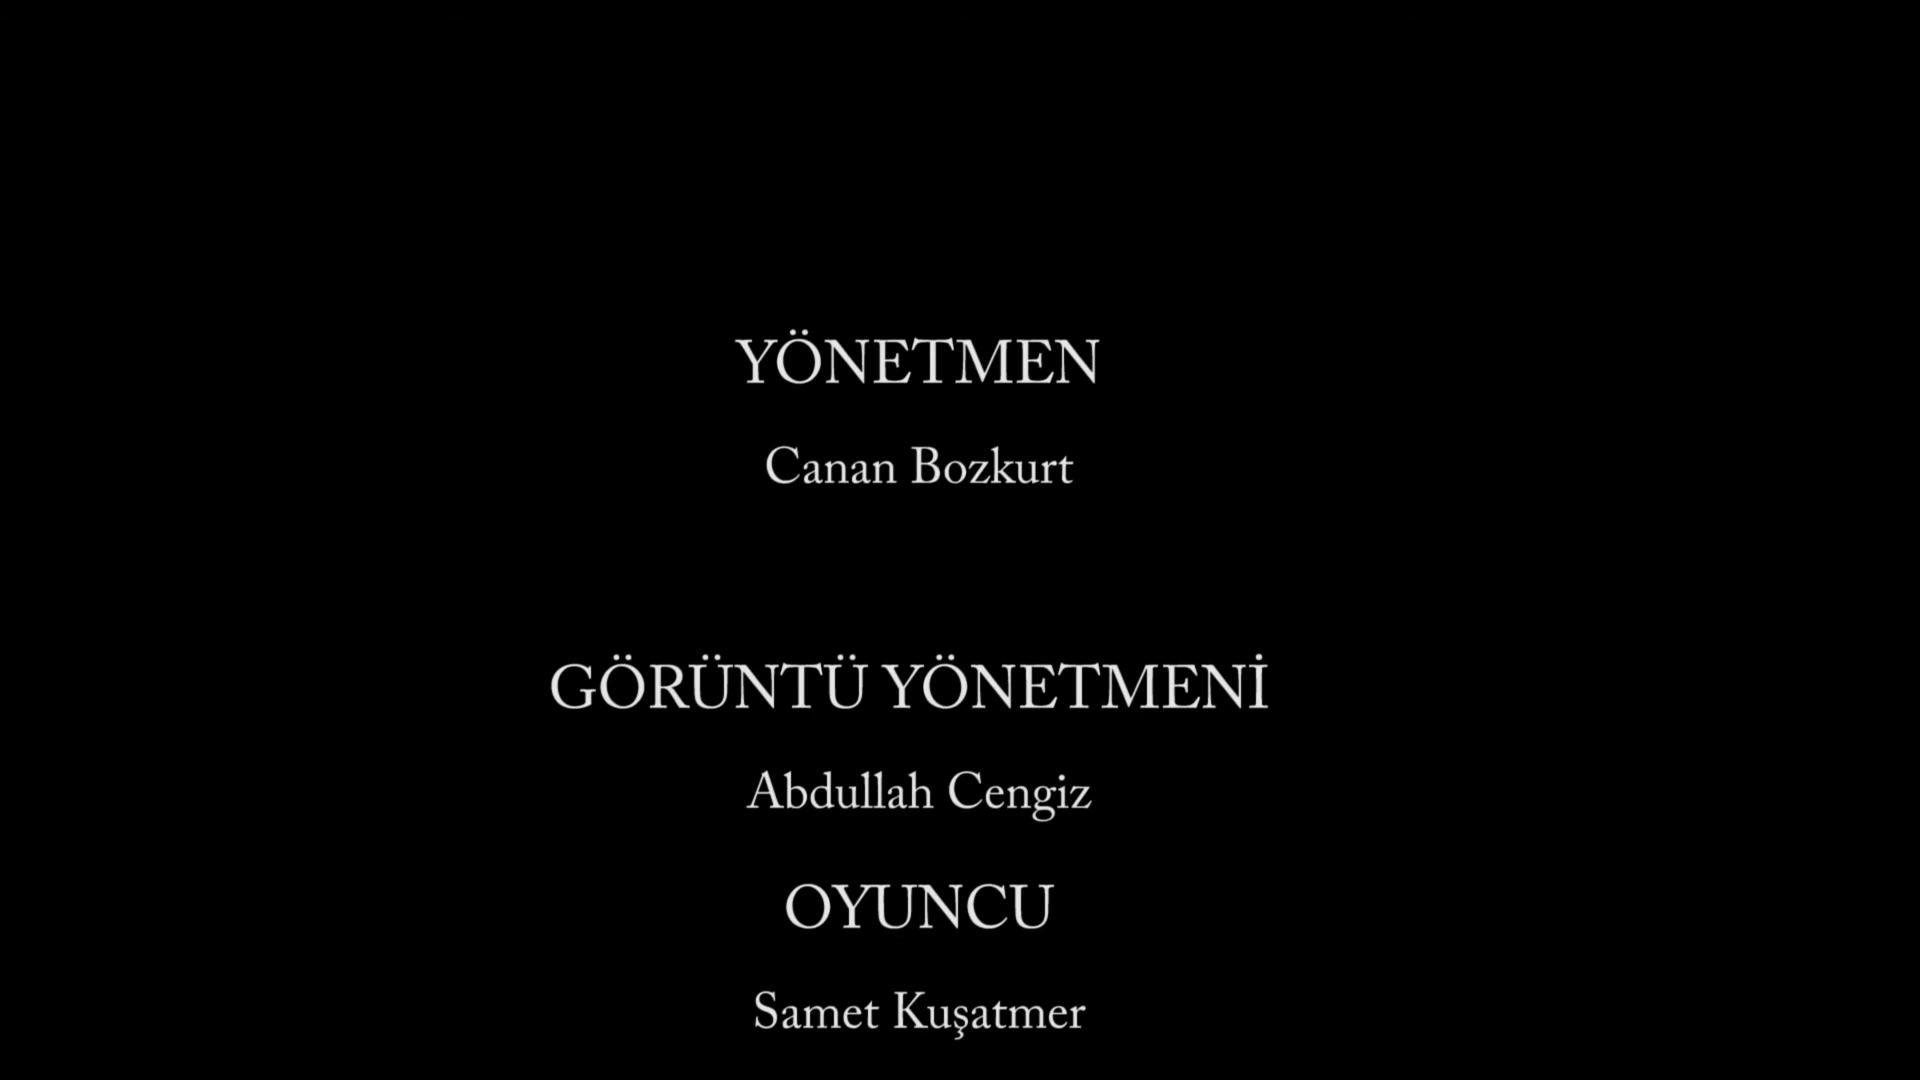 YÖNETMEN
Canan Bozkurt
GÖRÜNTÜ YÖNETMENİ
Abdullah Cengiz
OYUNCU
Samet Kuşatmer